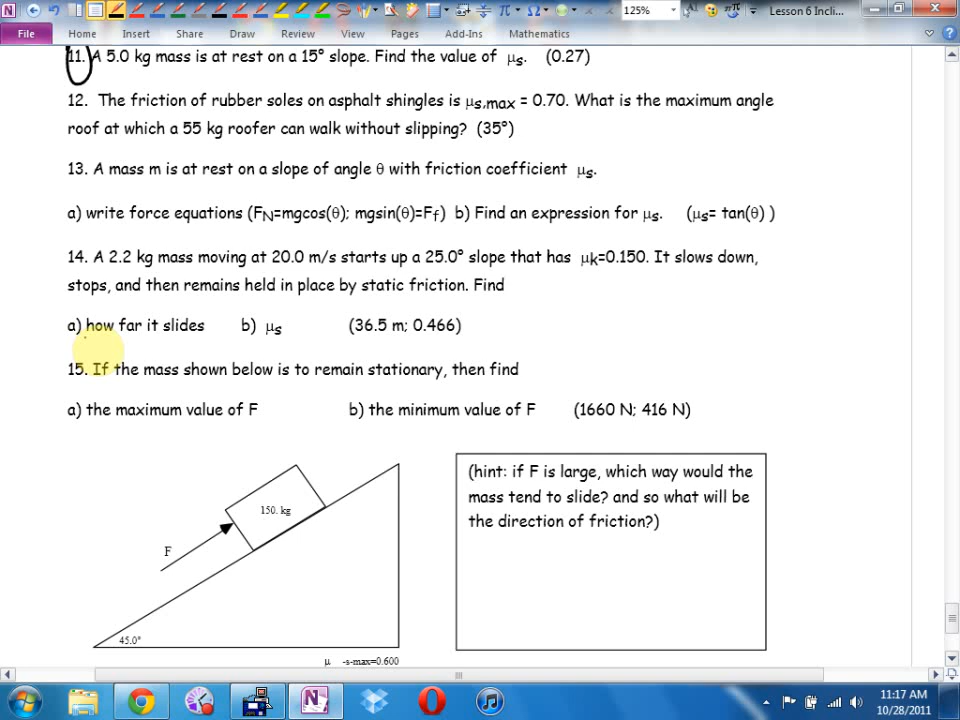 125%
Lesson 6 Incli...
File Home Insert Share Draw Review View Pages Add-Ins Mathematics
11. A 5.0 kg mass is at rest on a 15° slope. Find the value of μs. (0.27)
12. The friction of rubber soles on asphalt shingles is μs,max = 0.70. What is the maximum angle
roof at which a 55 kg roofer can walk without slipping? (35°)
13. A mass m is at rest on a slope of angle θ with friction coefficient μs.
a) write force equations (FN=mgcos(θ); mgsin(θ)=Ff) b) Find an expression for μs. (μs= tan(θ) )
14. A 2.2 kg mass moving at 20.0 m/s starts up a 25.0° slope that has μk=0.150. It slows down,
stops, and then remains held in place by static friction. Find
a) how far it slides b) μs (36.5 m; 0.466)
15. If the mass shown below is to remain stationary, then find
a) the maximum value of F b) the minimum value of F (1660 N; 416 N)
(hint: if F is large, which way would the
mass tend to slide? and so what will be
the direction of friction?)
150. kg
F
45.0°
μ -s-max=0.600
11:17 AM
10/28/2011